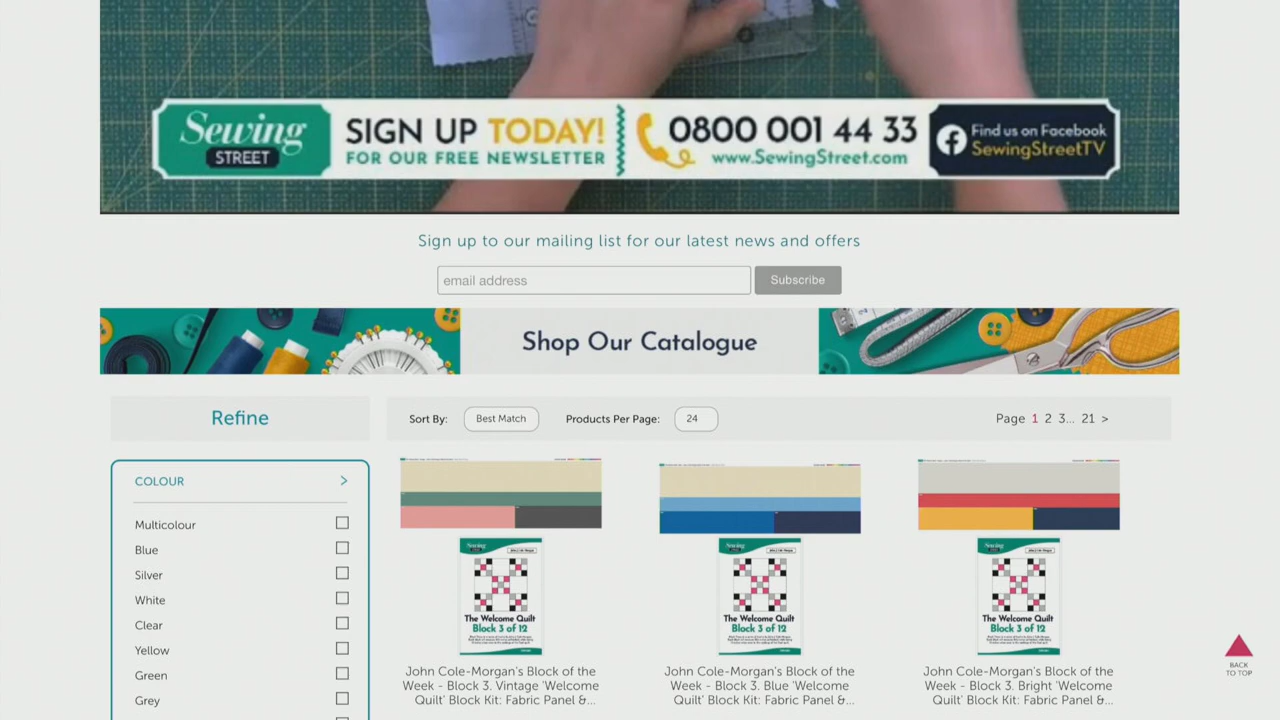 Sewing
STREET
SIGN UP TODAY!
FOR OUR FREE NEWSLETTER
0800 001 44 33
www.SewingStreet.com
Find us on Facebook
SewingStreetTV
Sign up to our mailing list for our latest news and offers
email address
Subscribe
Shop Our Catalogue
Refine
Sort By:
Best Match
Products Per Page:
24
Page 1 2 3... 21 >
COLOUR >
Multicolour
Blue
Silver
White
Clear
Yellow
Green
Grey
Sewing
The Welcome Quilt
Block 3 of 12
John Cole-Morgan's Block of the
Week - Block 3. Vintage 'Welcome
Quilt' Block Kit: Fabric Panel &...
Sewing
The Welcome Quilt
Block 3 of 12
John Cole-Morgan's Block of the
Week - Block 3. Blue 'Welcome
Quilt' Block Kit: Fabric Panel &...
Sewing
The Welcome Quilt
Block 3 of 12
John Cole-Morgan's Block of the
Week - Block 3. Bright 'Welcome
Quilt' Block Kit: Fabric Panel &...
BACK
TO TOP